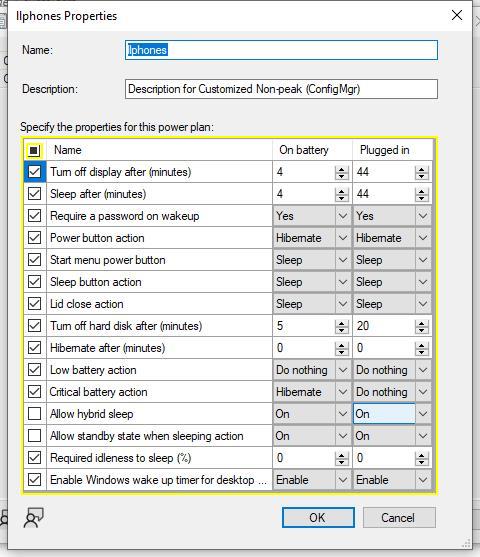 Ilphones Properties
Name: Ilphones
Description: Description for Customized Non-peak (ConfigMgr)
Specify the properties for this power plan:
Name On battery Plugged in
Turn off display after (minutes) 4 44
Sleep after (minutes) 4 44
Require a password on wakeup Yes Yes
Power button action Hibernate Hibernate
Start menu power button Sleep Sleep
Sleep button action Sleep Sleep
Lid close action Sleep Sleep
Turn off hard disk after (minutes) 5 20
Hibernate after (minutes) 0 0
Low battery action Do nothing Do nothing
Critical battery action Hibernate Do nothing
Allow hybrid sleep On On
Allow standby state when sleeping action On On
Required idleness to sleep (%) 0 0
Enable Windows wake up timer for desktop ... Enable Enable
OK Cancel